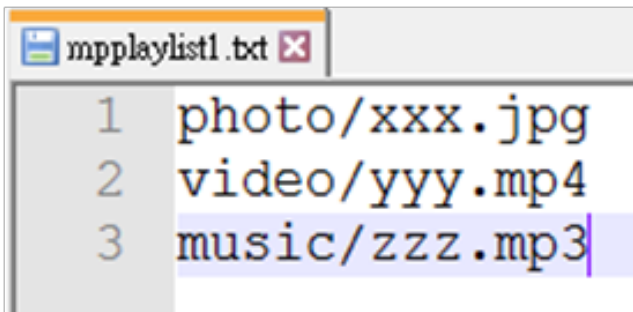 mpplaylist1.txt
1 photo/xxx.jpg
2 video/yyy.mp4
3 music/zzz.mp3